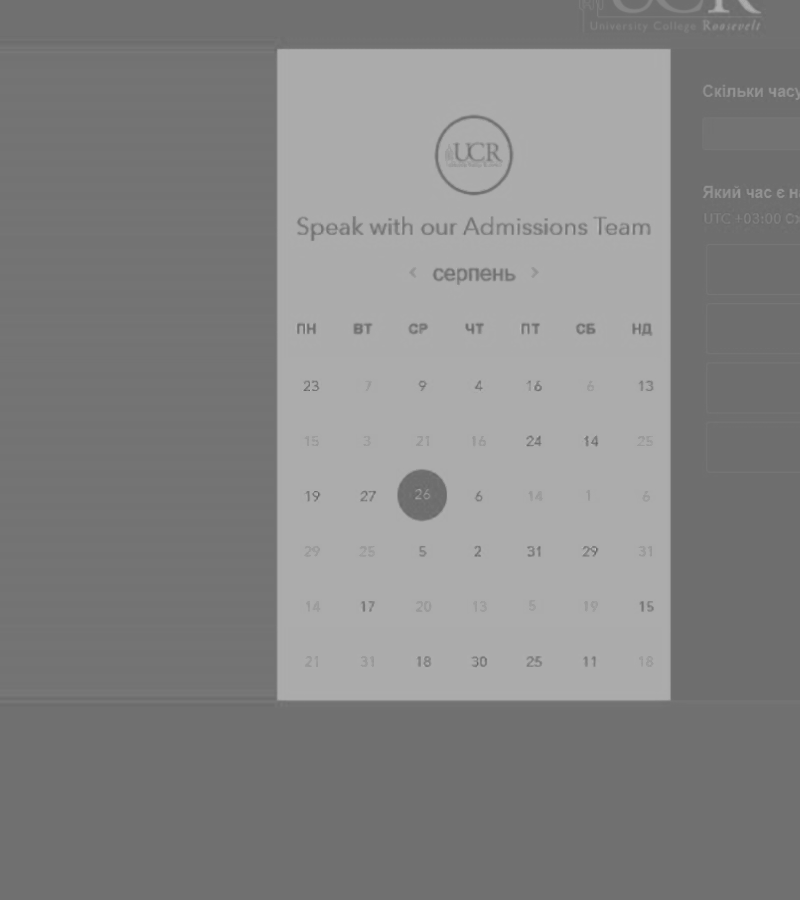 UCR
University College Roosevelt
Скільки часу
UCR
Speak with our Admissions Team
Який час є
UTC +03:00
< серпень >
ПН ВТ СР ЧТ ПТ СБ НД
23 7 9 4 16 6 13
15 3 21 16 24 14 25
19 27 26 6 14 1 6
29 25 5 2 31 29 31
14 17 20 13 5 19 15
21 31 18 30 25 11 18